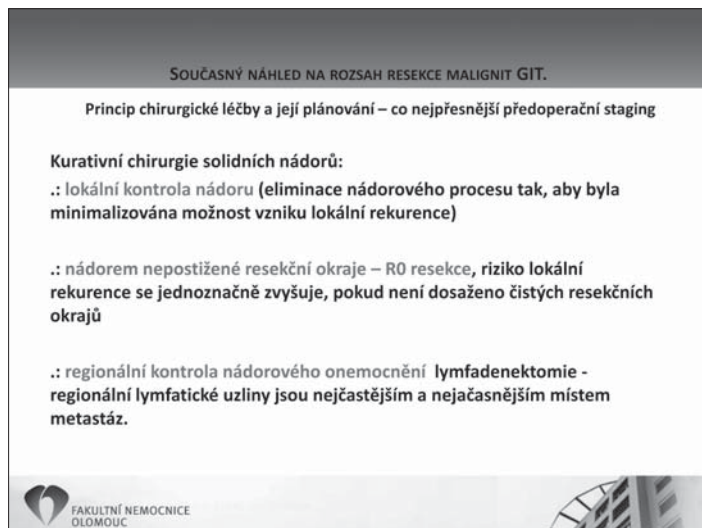 SOUČASNÝ NÁHLED NA ROZSAH RESEKCE MALIGNIT GIT.
Princip chirurgické léčby a její plánování – co nejpřesnější předoperační staging
Kurativní chirurgie solidních nádorů:
.: lokální kontrola nádoru (eliminace nádorového procesu tak, aby byla
minimalizována možnost vzniku lokální rekurence)
.: nádorem nepostižené resekční okraje – R0 resekce, riziko lokální
rekurence se jednoznačně zvyšuje, pokud není dosaženo čistých resekčních
okrajů
.: regionální kontrola nádorového onemocnění lymfadenektomie -
regionální lymfatické uzliny jsou nejčastějším a nejačasnějším místem
metastáz.
FAKULTNÍ NEMOCNICE
OLOMOUC